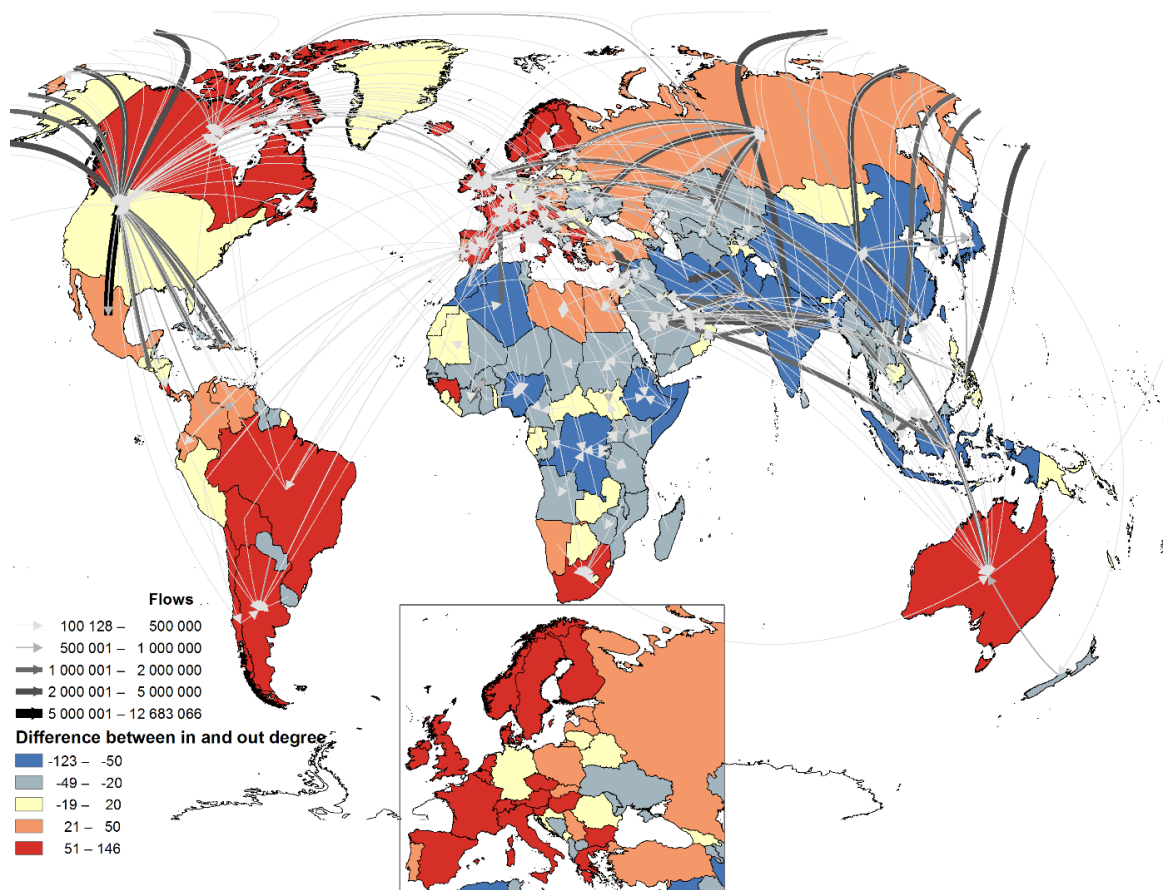 Flows
100 128 – 500 000
500 001 – 1 000 000
1 000 001 – 2 000 000
2 000 001 – 5 000 000
5 000 001 – 12 683 066
Difference between in and out degree
-123 – -50
-49 – -20
-19 – 20
21 – 50
51 – 146